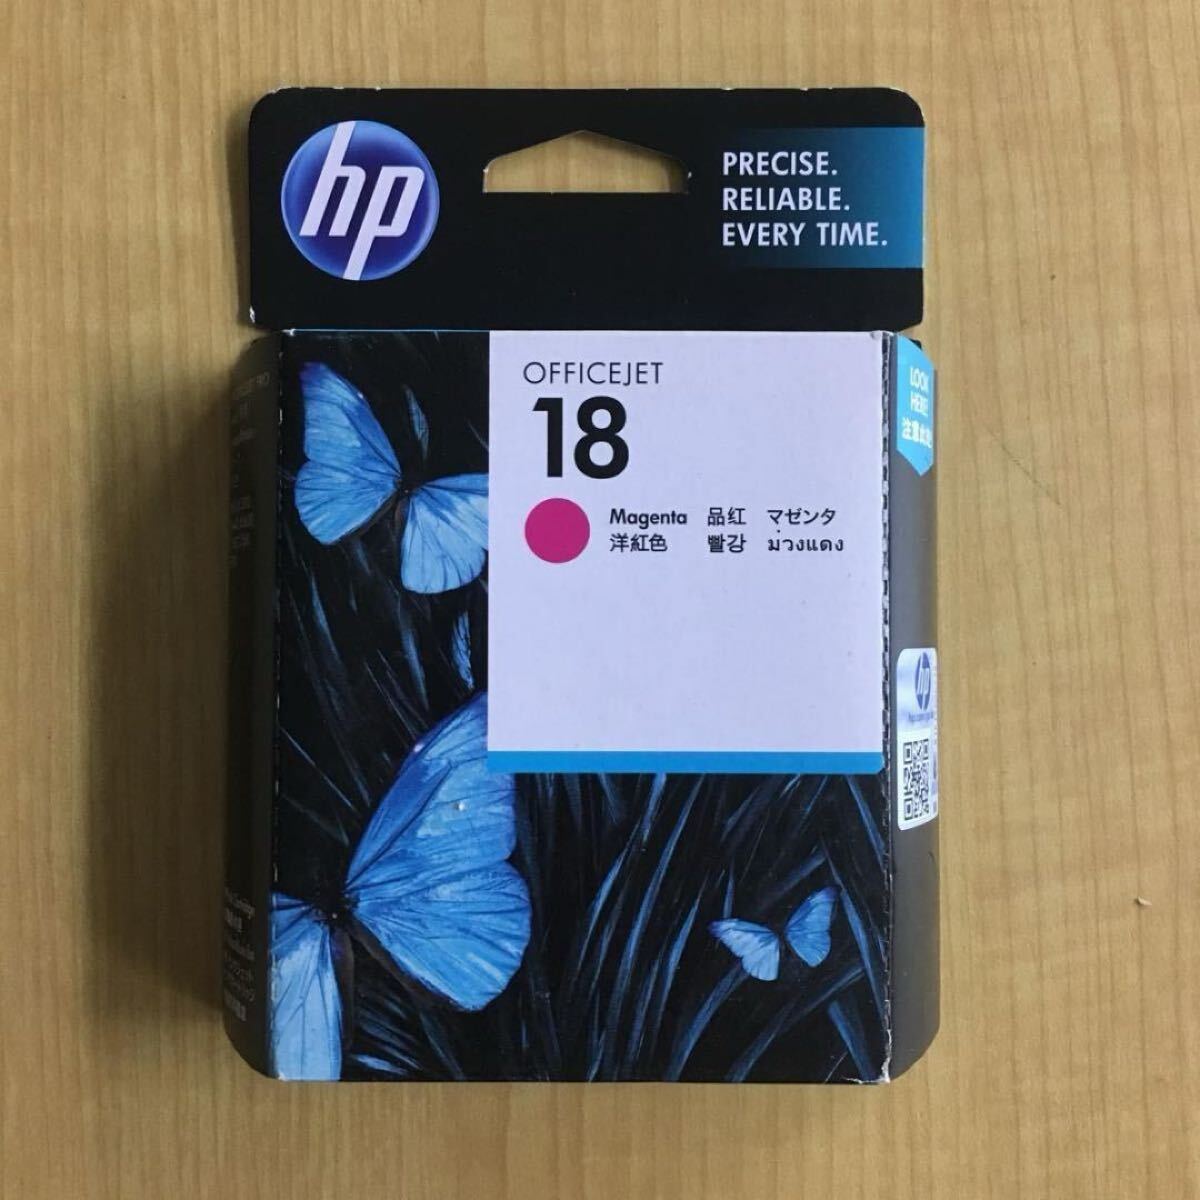 hp
PRECISE.
RELIABLE.
EVERY TIME.
OFFICEJET
18
Magenta 品红 マゼンタ
洋紅色 빨강 ม่วงแดง
LOOK
HERE!
hp